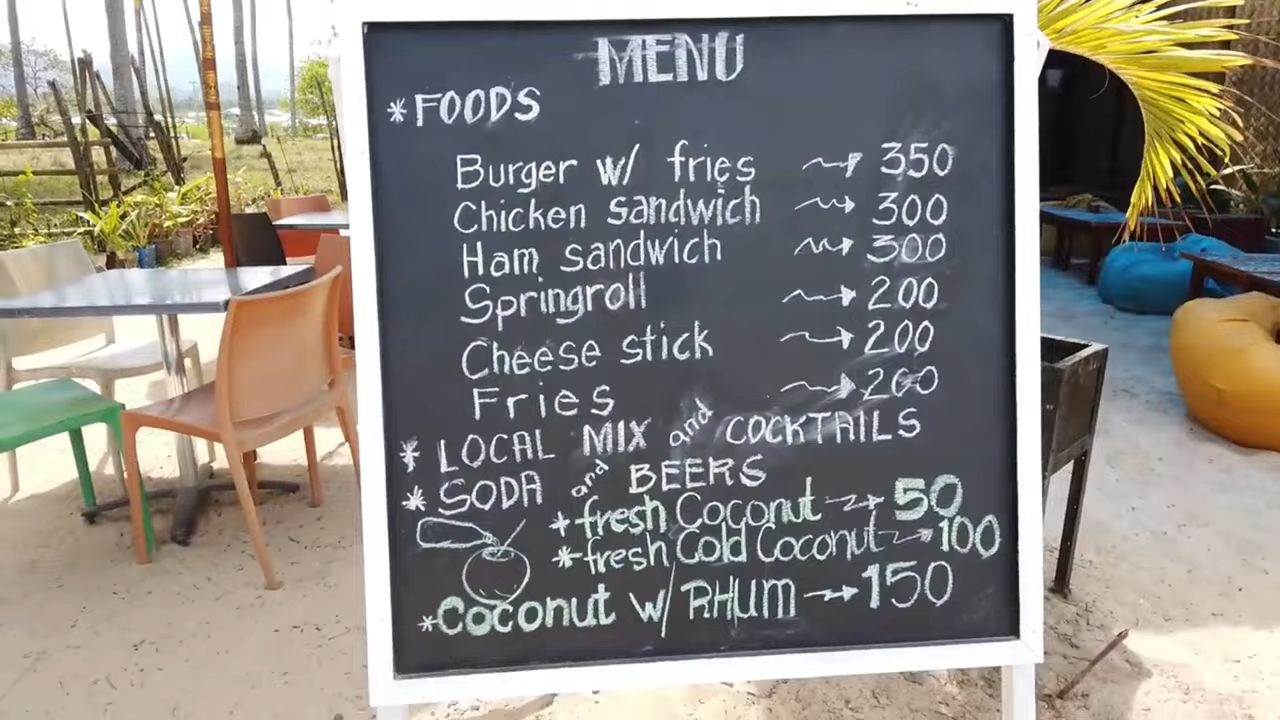 MENU
* FOODS
Burger w/ fries → 350
Chicken sandwich → 300
Ham sandwich → 300
Springroll → 200
Cheese stick → 200
Fries → 200
* LOCAL MIX and COCKTAILS
* SODA and BEERS
+ fresh Coconut → 50
* fresh Cold Coconut → 100
* Coconut w/ RHUM → 150